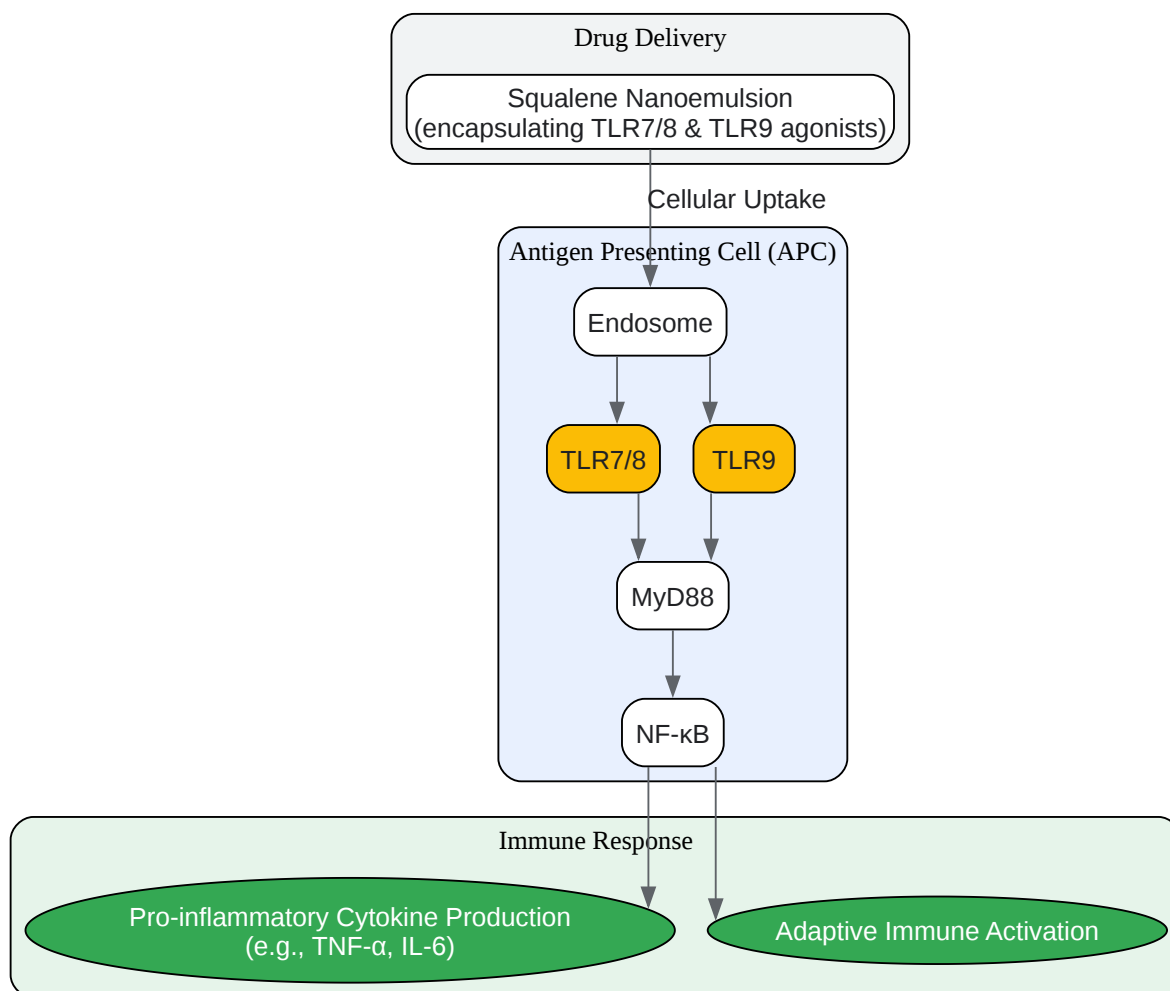 Drug Delivery
Squalene Nanoemulsion
(encapsulating TLR7/8 & TLR9 agonists)
Cellular Uptake
Antigen Presenting Cell (APC)
Endosome
TLR7/8
TLR9
MyD88
NF-κB
Immune Response
Pro-inflammatory Cytokine Production
(e.g., TNF-α, IL-6)
Adaptive Immune Activation